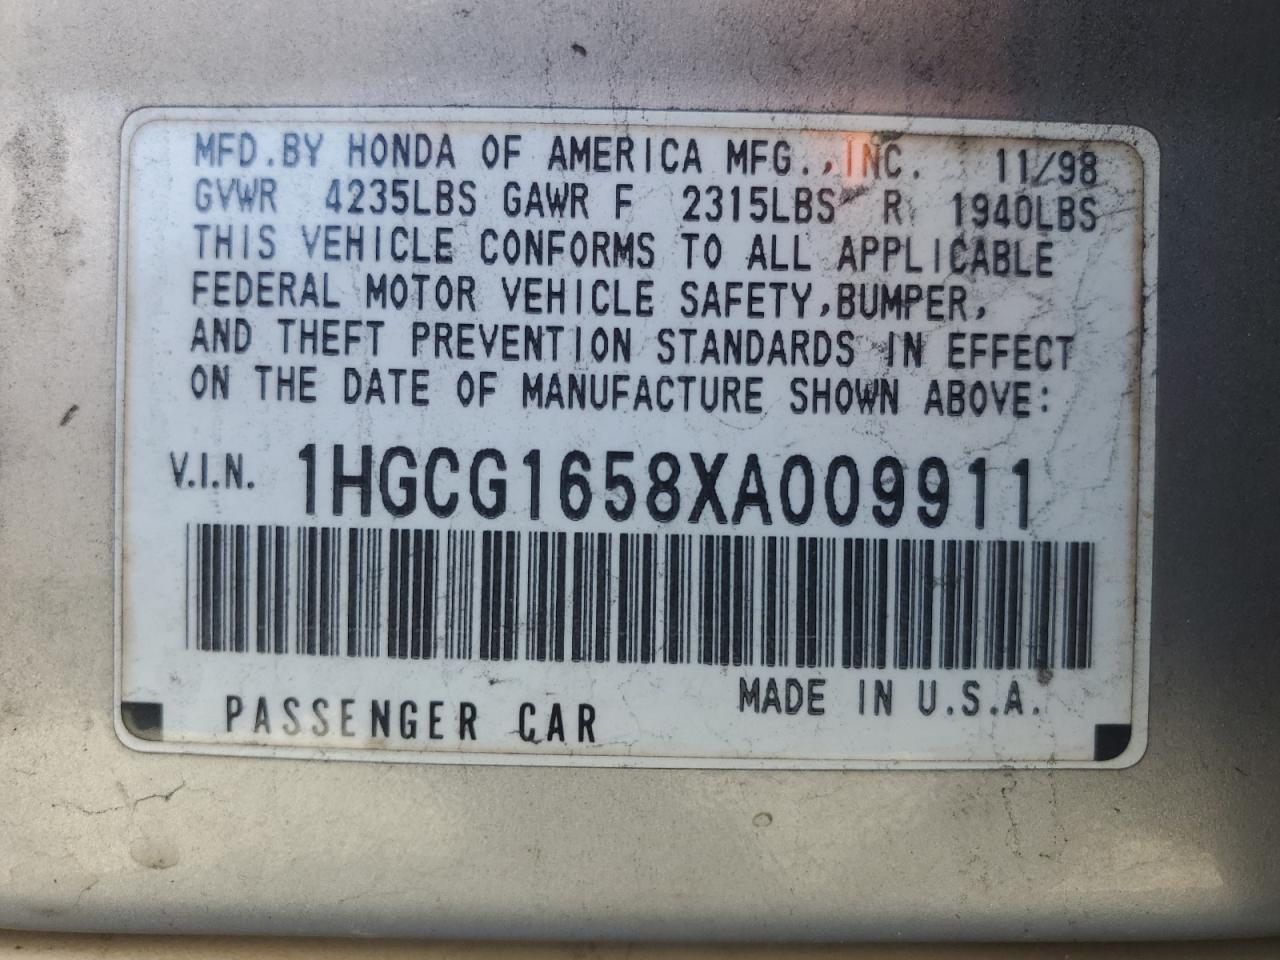 MFD.BY HONDA OF AMERICA MFG.,INC. 11/98
GVWR 4235LBS GAWR F 2315LBS R 1940LBS
THIS VEHICLE CONFORMS TO ALL APPLICABLE
FEDERAL MOTOR VEHICLE SAFETY,BUMPER,
AND THEFT PREVENTION STANDARDS IN EFFECT
ON THE DATE OF MANUFACTURE SHOWN ABOVE:
V.I.N. 1HGCG1658XA009911
MADE IN U.S.A.
PASSENGER CAR